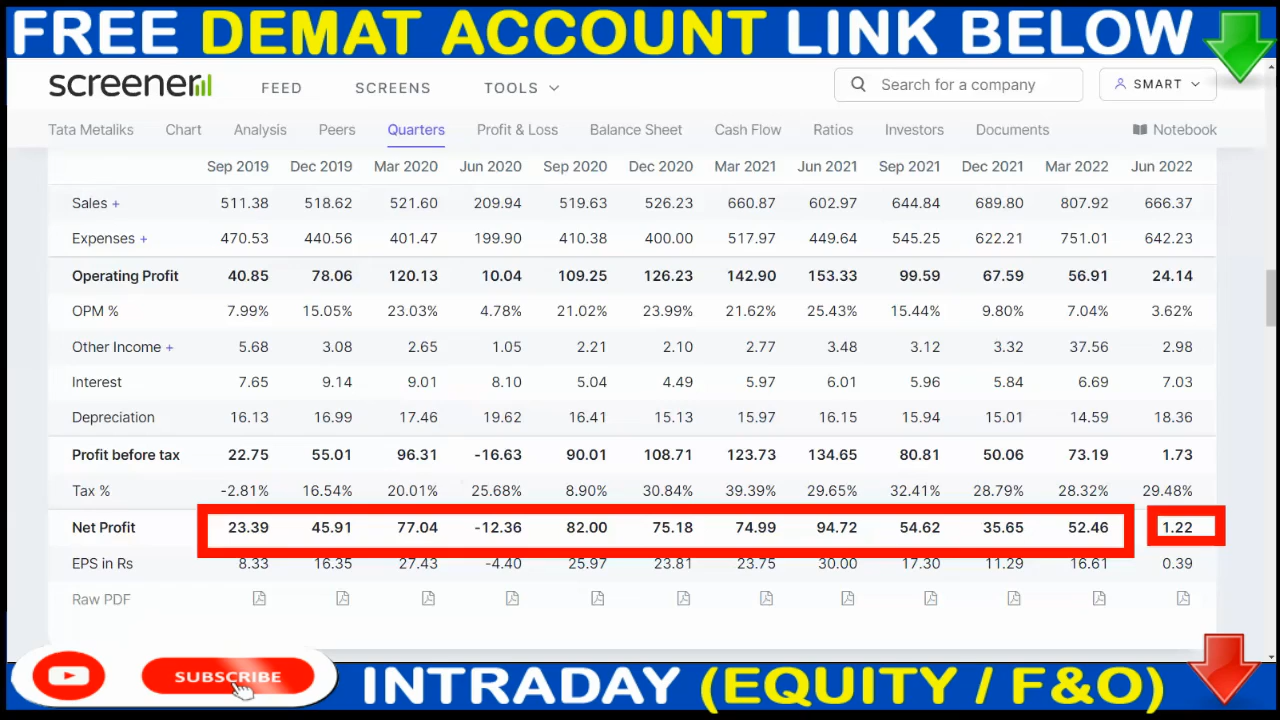 FREE DEMAT ACCOUNT LINK BELOW
screener FEED SCREENS TOOLS Search for a company SMART
Tata Metaliks Chart Analysis Peers Quarters Profit & Loss Balance Sheet Cash Flow Ratios Investors Documents Notebook
Sep 2019 Dec 2019 Mar 2020 Jun 2020 Sep 2020 Dec 2020 Mar 2021 Jun 2021 Sep 2021 Dec 2021 Mar 2022 Jun 2022
Sales + 511.38 518.62 521.60 209.94 519.63 526.23 660.87 602.97 644.84 689.80 807.92 666.37
Expenses + 470.53 440.56 401.47 199.90 410.38 400.00 517.97 449.64 545.25 622.21 751.01 642.23
Operating Profit 40.85 78.06 120.13 10.04 109.25 126.23 142.90 153.33 99.59 67.59 56.91 24.14
OPM % 7.99% 15.05% 23.03% 4.78% 21.02% 23.99% 21.62% 25.43% 15.44% 9.80% 7.04% 3.62%
Other Income + 5.68 3.08 2.65 1.05 2.21 2.10 2.77 3.48 3.12 3.32 37.56 2.98
Interest 7.65 9.14 9.01 8.10 5.04 4.49 5.97 6.01 5.96 5.84 6.69 7.03
Depreciation 16.13 16.99 17.46 19.62 16.41 15.13 15.97 16.15 15.94 15.01 14.59 18.36
Profit before tax 22.75 55.01 96.31 -16.63 90.01 108.71 123.73 134.65 80.81 50.06 73.19 1.73
Tax % -2.81% 16.54% 20.01% 25.68% 8.90% 30.84% 39.39% 29.65% 32.41% 28.79% 28.32% 29.48%
Net Profit 23.39 45.91 77.04 -12.36 82.00 75.18 74.99 94.72 54.62 35.65 52.46 1.22
EPS in Rs 8.33 16.35 27.43 -4.40 25.97 23.81 23.75 30.00 17.30 11.29 16.61 0.39
Raw PDF
SUBSCRIBE
INTRADAY (EQUITY / F&O)